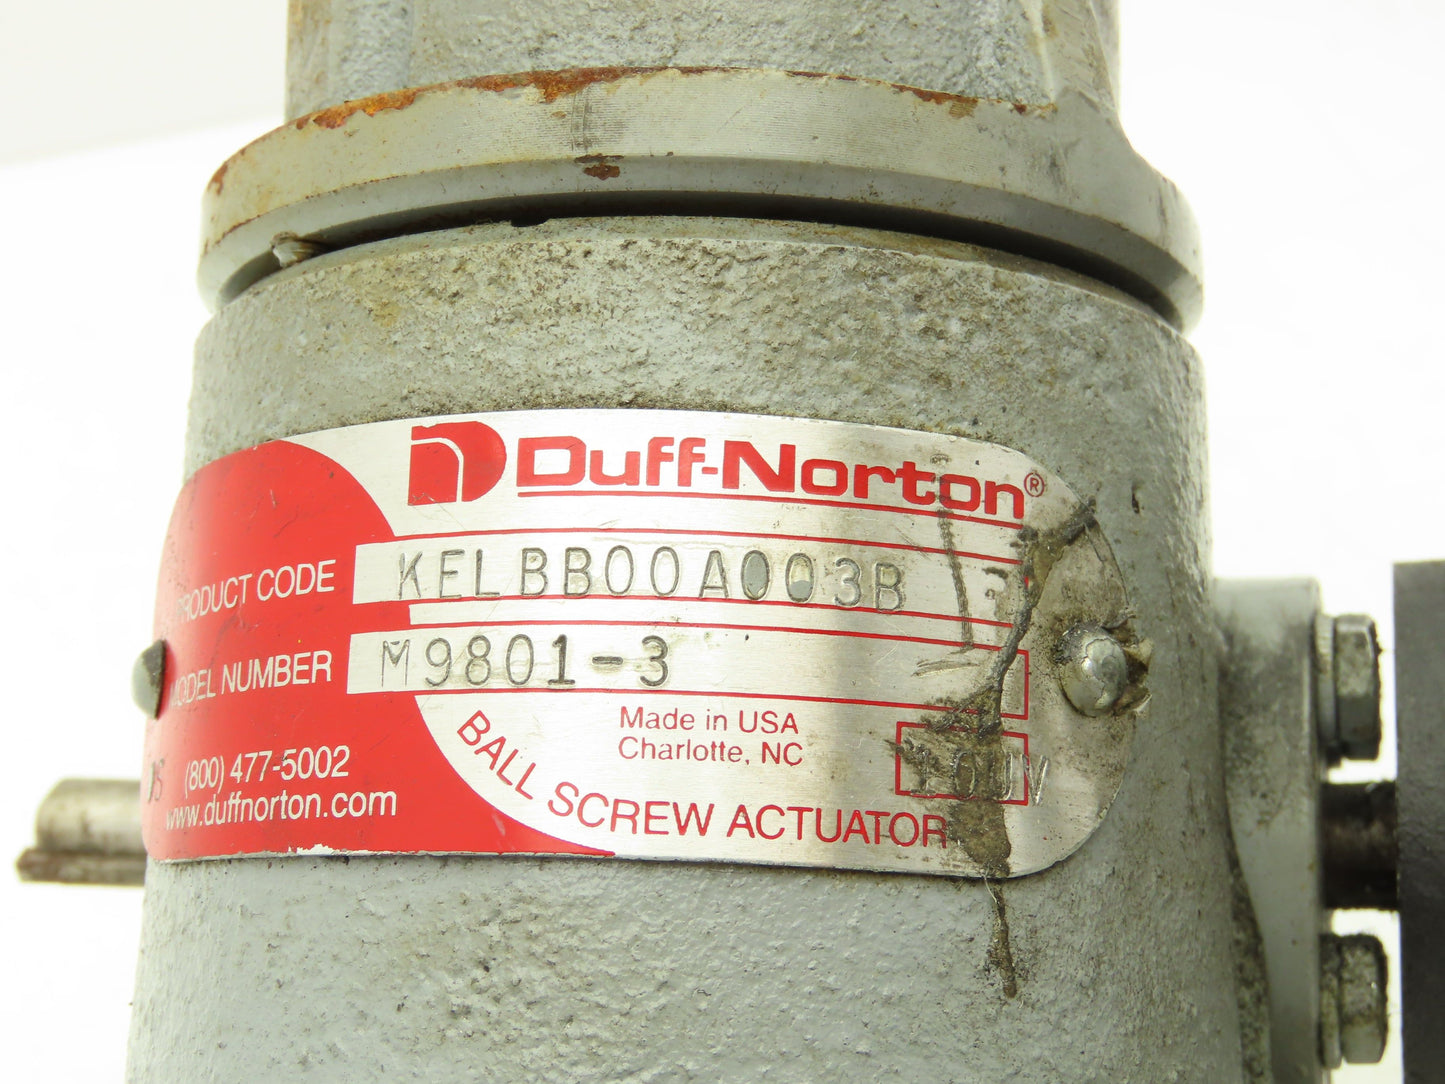 Duff-Norton®
PRODUCT CODE KELBB00A003B
MODEL NUMBER M9801-3
Made in USA
Charlotte, NC
(800) 477-5002
www.duffnorton.com
BALL SCREW ACTUATOR